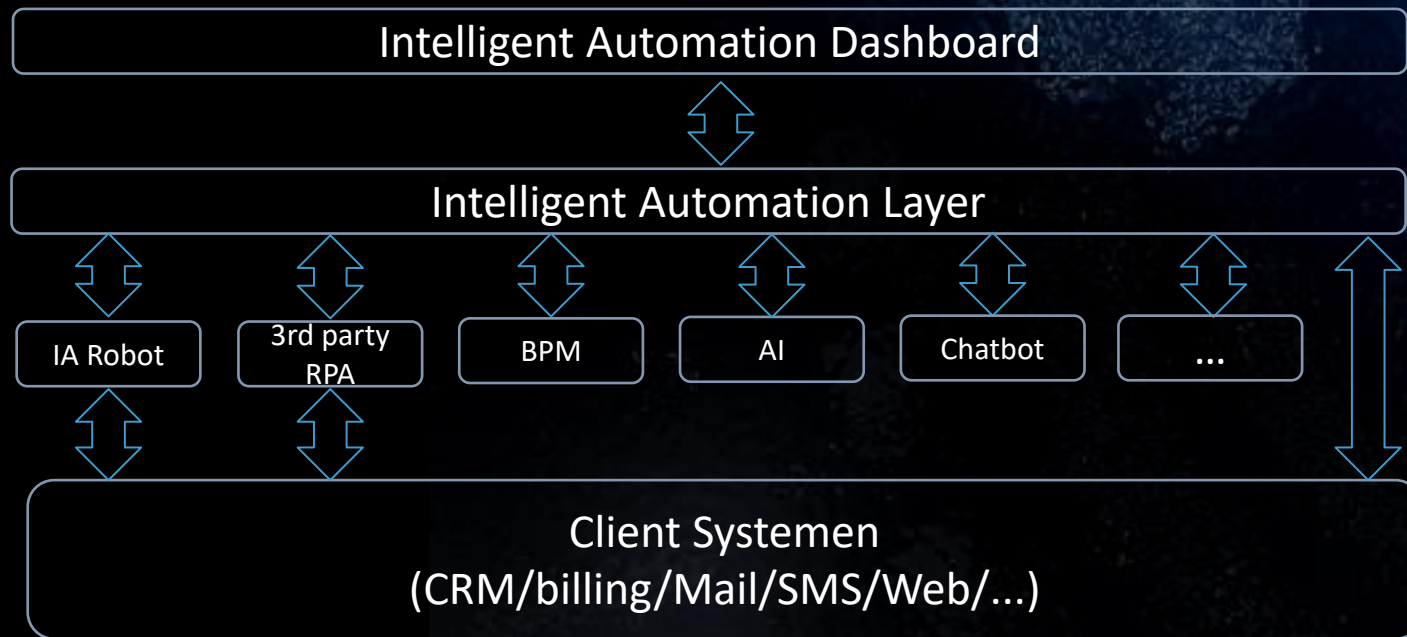 Intelligent Automation Dashboard
Intelligent Automation Layer
IA Robot
3rd party
RPA
BPM
AI
Chatbot
...
Client Systemen
(CRM/billing/Mail/SMS/Web/...)